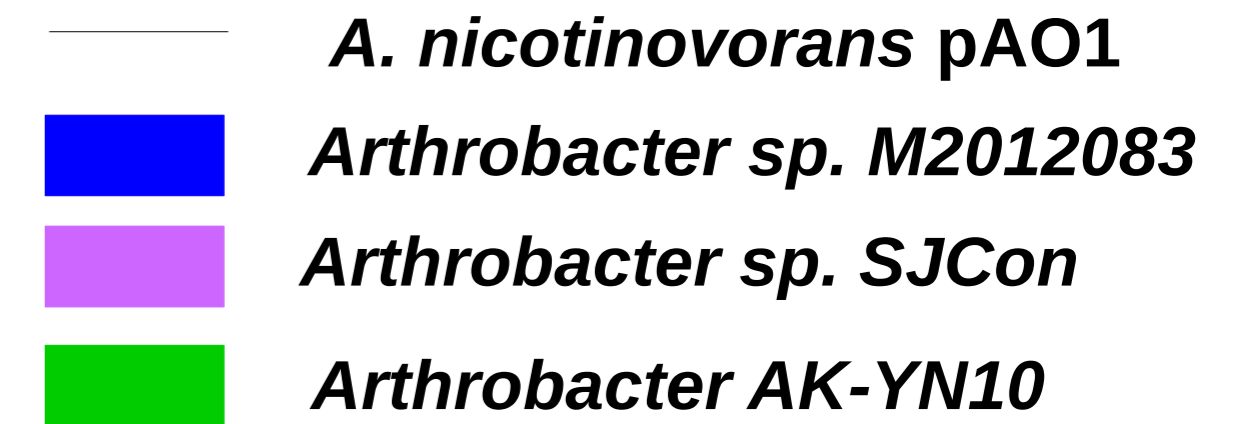 A. nicotinovorans pAO1
Arthrobacter sp. M2012083
Arthrobacter sp. SJCon
Arthrobacter AK-YN10